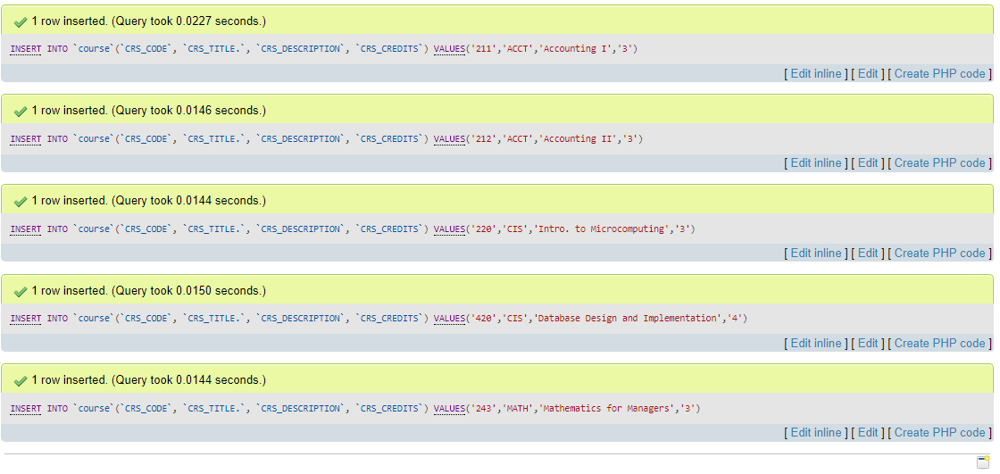 1 row inserted. (Query took 0.0227 seconds.)
INSERT INTO `course`(`CRS_CODE`, `CRS_TITLE.`, `CRS_DESCRIPTION`, `CRS_CREDITS`) VALUES('211','ACCT','Accounting I','3')
[ Edit inline ] [ Edit ] [ Create PHP code ]
1 row inserted. (Query took 0.0146 seconds.)
INSERT INTO `course`(`CRS_CODE`, `CRS_TITLE.`, `CRS_DESCRIPTION`, `CRS_CREDITS`) VALUES('212','ACCT','Accounting II','3')
[ Edit inline ] [ Edit ] [ Create PHP code ]
1 row inserted. (Query took 0.0144 seconds.)
INSERT INTO `course`(`CRS_CODE`, `CRS_TITLE.`, `CRS_DESCRIPTION`, `CRS_CREDITS`) VALUES('220','CIS','Intro. to Microcomputing','3')
[ Edit inline ] [ Edit ] [ Create PHP code ]
1 row inserted. (Query took 0.0150 seconds.)
INSERT INTO `course`(`CRS_CODE`, `CRS_TITLE.`, `CRS_DESCRIPTION`, `CRS_CREDITS`) VALUES('420','CIS','Database Design and Implementation','4')
[ Edit inline ] [ Edit ] [ Create PHP code ]
1 row inserted. (Query took 0.0144 seconds.)
INSERT INTO `course`(`CRS_CODE`, `CRS_TITLE.`, `CRS_DESCRIPTION`, `CRS_CREDITS`) VALUES('243','MATH','Mathematics for Managers','3')
[ Edit inline ] [ Edit ] [ Create PHP code ]